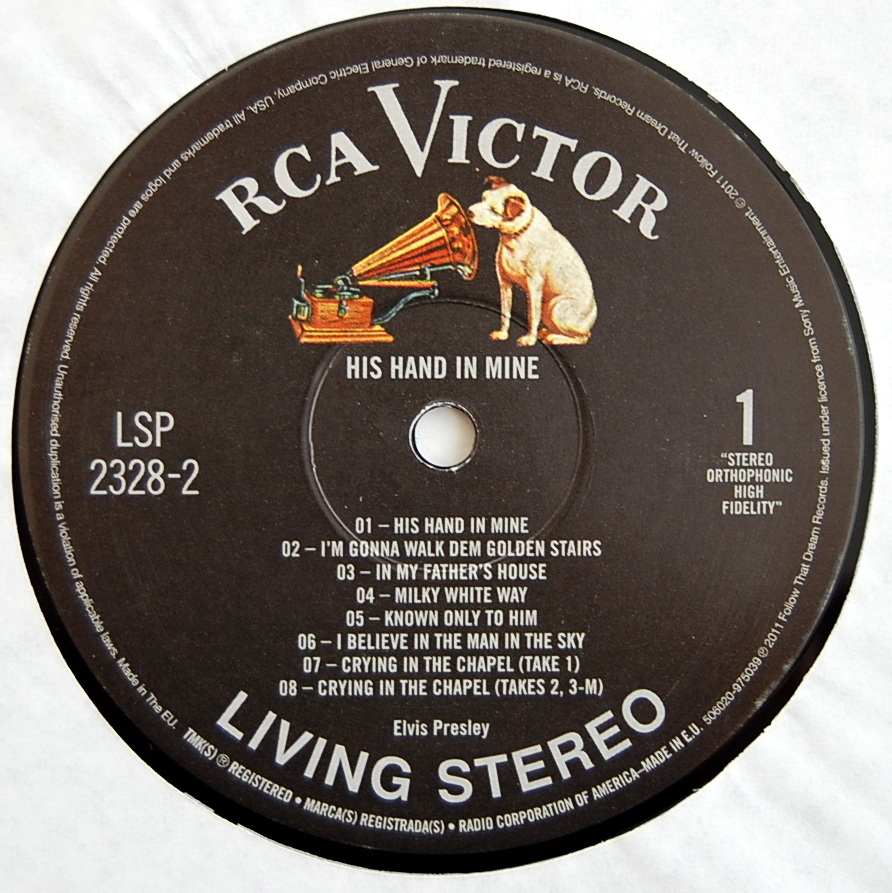 RCA VICTOR
HIS HAND IN MINE
LSP
2328-2
1
"STEREO
ORTHOPHONIC
HIGH
FIDELITY"
01 – HIS HAND IN MINE
02 – I'M GONNA WALK DEM GOLDEN STAIRS
03 – IN MY FATHER'S HOUSE
04 – MILKY WHITE WAY
05 – KNOWN ONLY TO HIM
06 – I BELIEVE IN THE MAN IN THE SKY
07 – CRYING IN THE CHAPEL (TAKE 1)
08 – CRYING IN THE CHAPEL (TAKES 2, 3-M)
Elvis Presley
LIVING STEREO
TMK(S) ® REGISTERED • MARCA(S) REGISTRADA(S) • RADIO CORPORATION OF AMERICA–MADE IN E.U. 506020-975039 ℗ 2011 Follow That Dream Records. Issued under licence from Sony Music Entertainment. © 2011 Follow That Dream Records. RCA is a registered trademark of General Electric Company, USA. All trademarks and logos are protected. All rights reserved. Unauthorised duplication is a violation of applicable laws. Made in The EU.